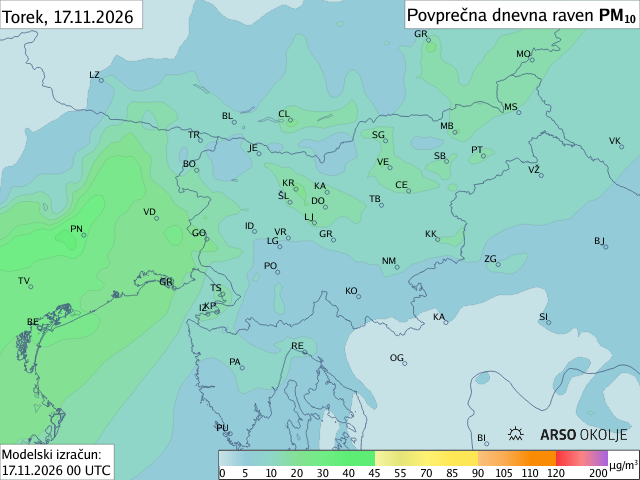 Torek, 17.11.2026
Povprečna dnevna raven PM10
GR
MO
LZ
MS
BL
CL
MB
TR
SG
VK
JE
SB
PT
BO
VE
VŽ
KR
KA
CE
ŠL
DO
TB
VD
LJ
PN
GO
ID
VR
GR
KK
LG
BJ
PO
NM
ZG
TV
GR
TS
KO
IZ
KP
BE
KA
SI
RE
PA
OG
PU
BI
ARSO OKOLJE
Modelski izračun:
17.11.2026 00 UTC
0 5 10 20 30 40 45 55 70 85 90 100 110 120 200 µg/m³